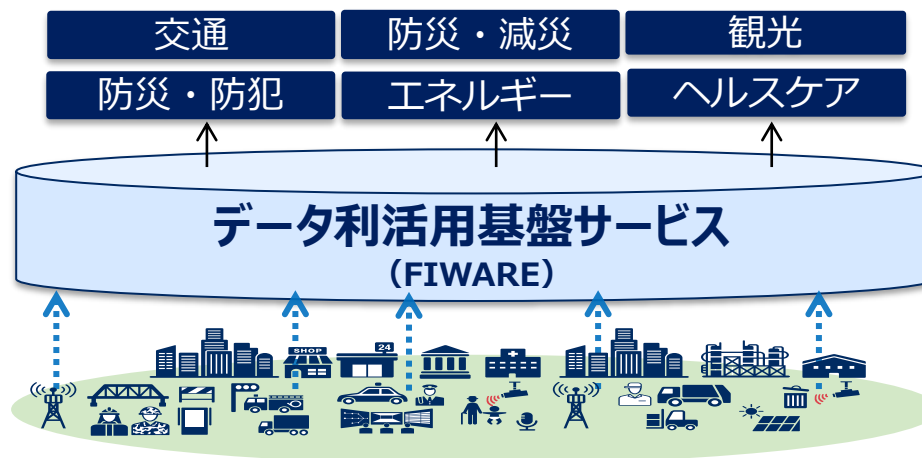 交通
防災・減災
観光
防災・防犯
エネルギー
ヘルスケア
データ利活用基盤サービス
（FIWARE）
SHOP
24